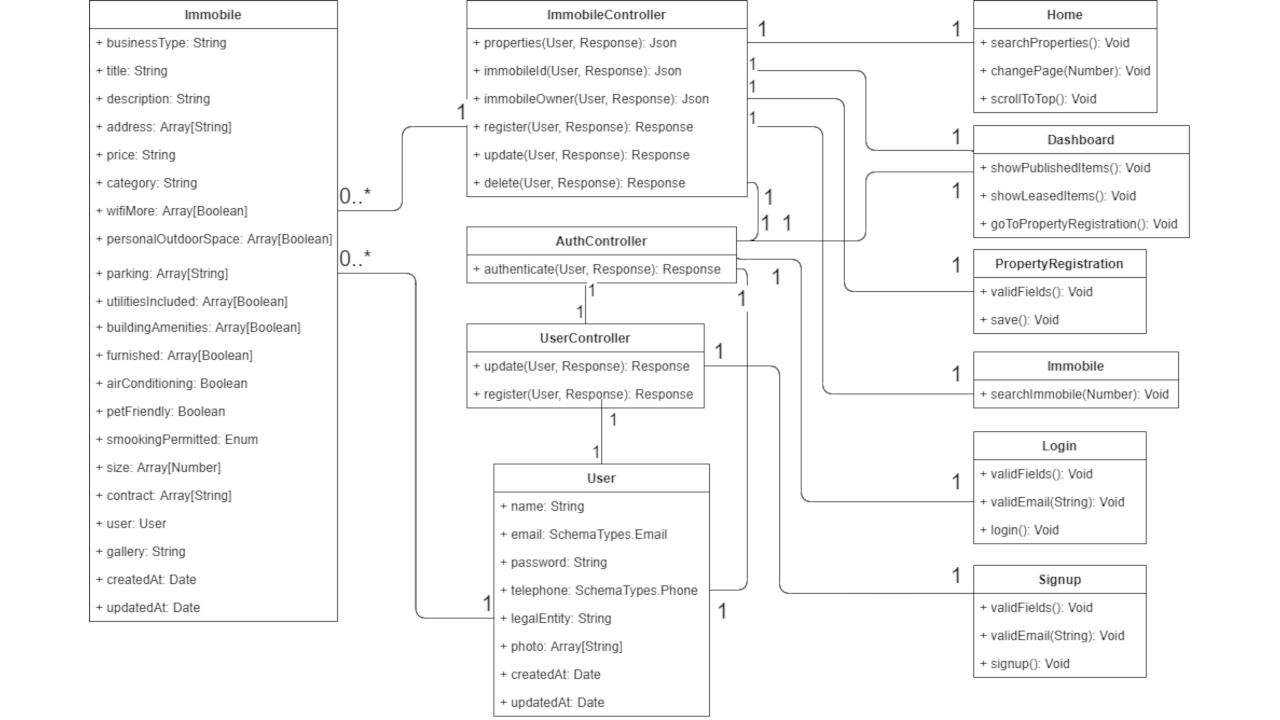 Immobile
+ businessType: String
+ title: String
+ description: String
+ address: Array[String]
+ price: String
+ category: String
+ wifiMore: Array[Boolean]
+ personalOutdoorSpace: Array[Boolean]
+ parking: Array[String]
+ utilitiesIncluded: Array[Boolean]
+ buildingAmenities: Array[Boolean]
+ furnished: Array[Boolean]
+ airConditioning: Boolean
+ petFriendly: Boolean
+ smookingPermitted: Enum
+ size: Array[Number]
+ contract: Array[String]
+ user: User
+ gallery: String
+ createdAt: Date
+ updatedAt: Date
0..*
0..*
1
1
ImmobileController
+ properties(User, Response): Json
+ immobileId(User, Response): Json
+ immobileOwner(User, Response): Json
+ register(User, Response): Response
+ update(User, Response): Response
+ delete(User, Response): Response
AuthController
+ authenticate(User, Response): Response
1
1
UserController
+ update(User, Response): Response
+ register(User, Response): Response
1
1
User
+ name: String
+ email: SchemaTypes.Email
+ password: String
+ telephone: SchemaTypes.Phone
+ legalEntity: String
+ photo: Array[String]
+ createdAt: Date
+ updatedAt: Date
1
1
1
1
1
1 1
1
1
1
1
1
1
1
1
1
1
1
Home
+ searchProperties(): Void
+ changePage(Number): Void
+ scrollToTop(): Void
Dashboard
+ showPublishedItems(): Void
+ showLeasedItems(): Void
+ goToPropertyRegistration(): Void
PropertyRegistration
+ validFields(): Void
+ save(): Void
Immobile
+ searchImmobile(Number): Void
Login
+ validFields(): Void
+ validEmail(String): Void
+ login(): Void
Signup
+ validFields(): Void
+ validEmail(String): Void
+ signup(): Void